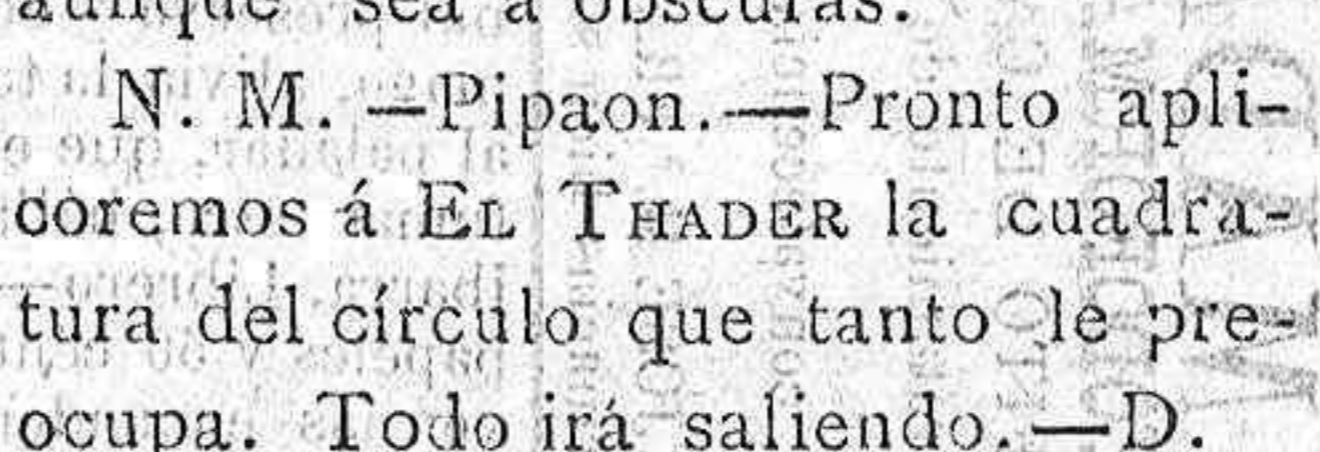 aunque sea á obscuras.
N. M.—Pipaon.—Pronto apli-
coremos á EL THADER la cuadra-
tura del círculo que tanto le pre-
ocupa. Todo irá saliendo.—D.